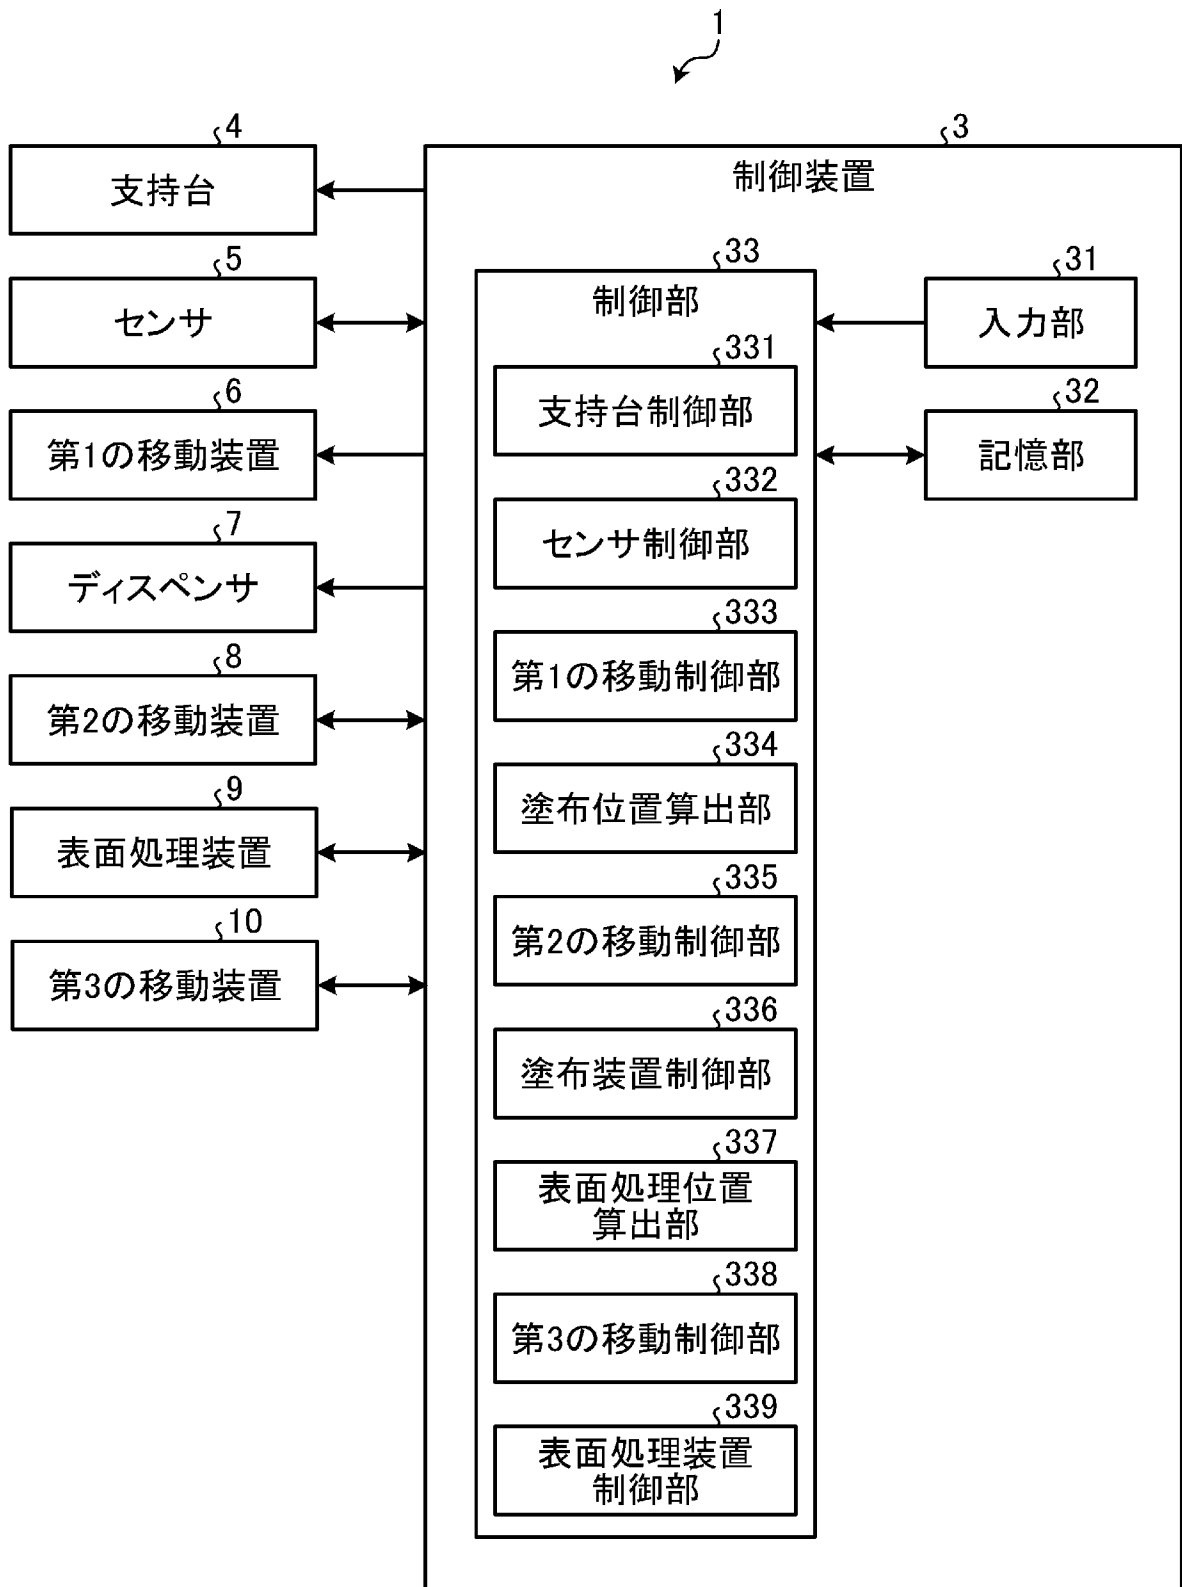 1
4
支持台
5
センサ
6
第1の移動装置
7
ディスペンサ
8
第2の移動装置
9
表面処理装置
10
第3の移動装置
3
制御装置
33
制御部
331
支持台制御部
332
センサ制御部
333
第1の移動制御部
334
塗布位置算出部
335
第2の移動制御部
336
塗布装置制御部
337
表面処理位置
算出部
338
第3の移動制御部
339
表面処理装置
制御部
31
入力部
32
記憶部